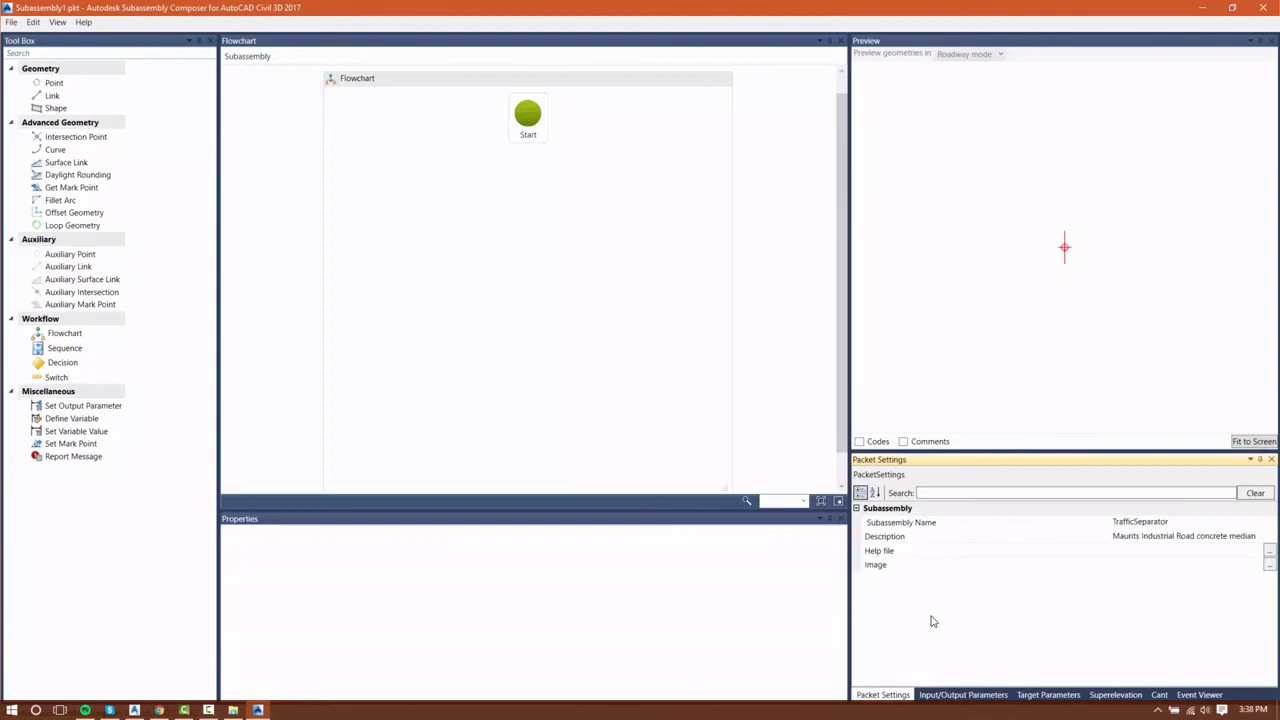 Subassembly1.pkt - Autodesk Subassembly Composer for AutoCAD Civil 3D 2017
File Edit View Help
Tool Box
Search
Geometry
Point
Link
Shape
Advanced Geometry
Intersection Point
Curve
Surface Link
Daylight Rounding
Get Mark Point
Fillet Arc
Offset Geometry
Loop Geometry
Auxiliary
Auxiliary Point
Auxiliary Link
Auxiliary Surface Link
Auxiliary Intersection
Auxiliary Mark Point
Workflow
Flowchart
Sequence
Decision
Switch
Miscellaneous
Set Output Parameter
Define Variable
Set Variable Value
Set Mark Point
Report Message
Flowchart
Subassembly
Flowchart
Start
Properties
Preview
Preview geometries in Roadway mode
Codes Comments Fit to Screen
Packet Settings
PacketSettings
Search: Clear
Subassembly
Subassembly Name TrafficSeparator
Description Maurits Industrial Road concrete median
Help file ...
Image ...
Packet Settings Input/Output Parameters Target Parameters Superelevation Cant Event Viewer
3:38 PM